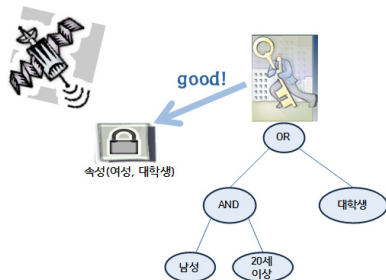 good!
속성(여성, 대학생)
OR
AND
대학생
남성
20세
이상